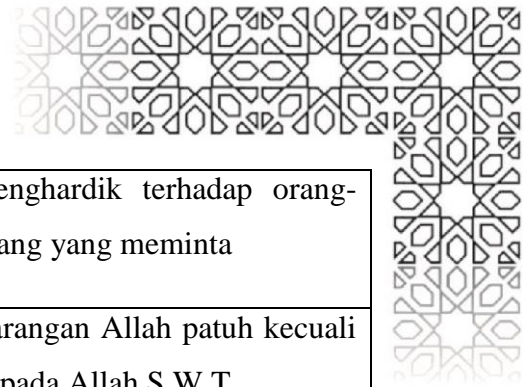 enghardik terhadap orang-
ang yang meminta
arangan Allah patuh kecuali
pada Allah S.W.T